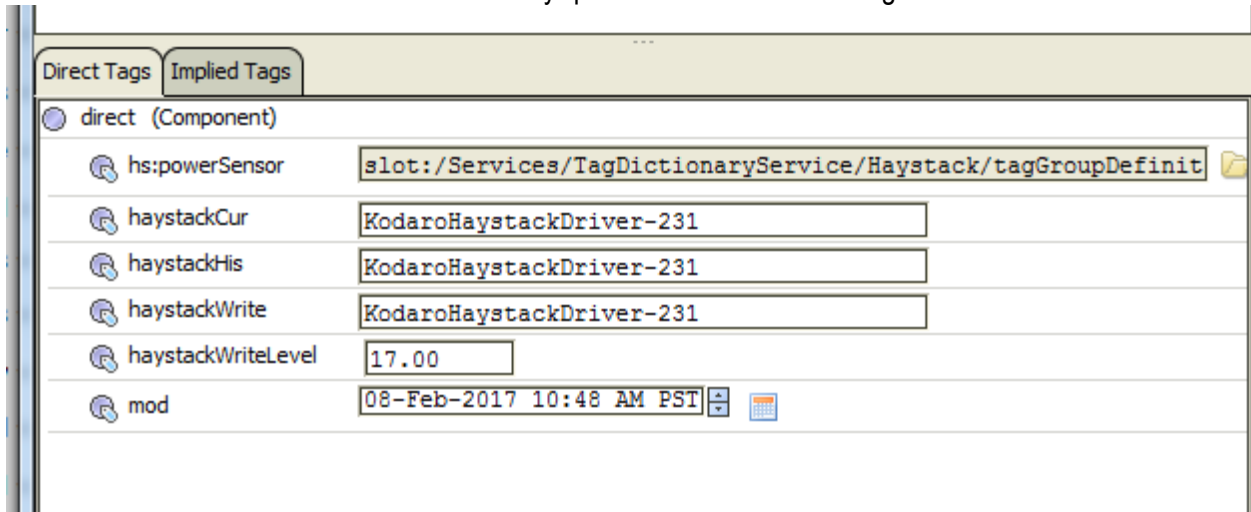 Direct Tags Implied Tags
direct (Component)
hs:powerSensor slot:/Services/TagDictionaryService/Haystack/tagGroupDefinit
haystackCur KodaroHaystackDriver-231
haystackHis KodaroHaystackDriver-231
haystackWrite KodaroHaystackDriver-231
haystackWriteLevel 17.00
mod 08-Feb-2017 10:48 AM PST